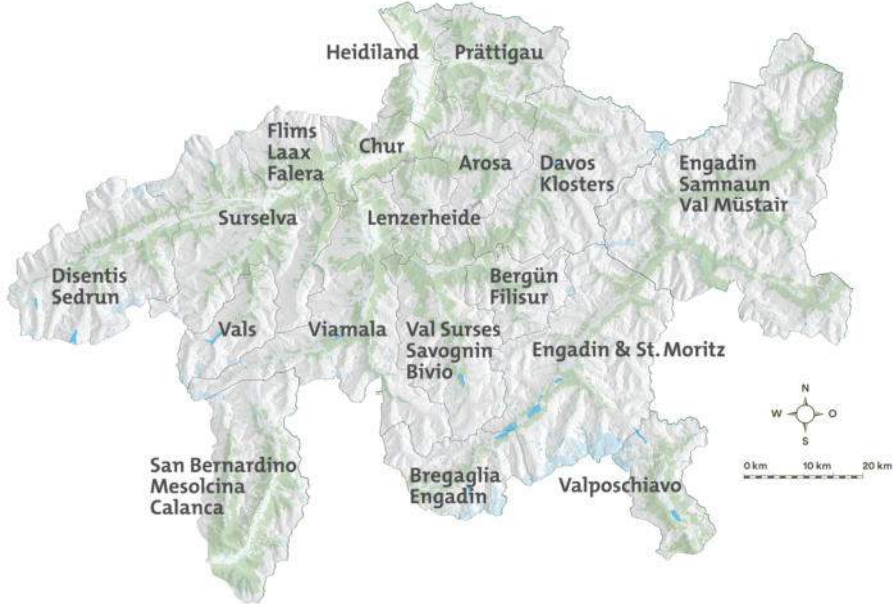 Heidiland
Prättigau
Flims
Laax
Falera
Chur
Arosa
Davos
Klosters
Engadin
Samnaun
Val Müstair
Surselva
Lenzerheide
Disentis
Sedrun
Bergün
Filisur
Vals
Viamala
Val Surses
Savognin
Bivio
Engadin & St. Moritz
N
W O
S
San Bernardino
Mesolcina
Calanca
Bregaglia
Engadin
Valposchiavo
0 km 10 km 20 km